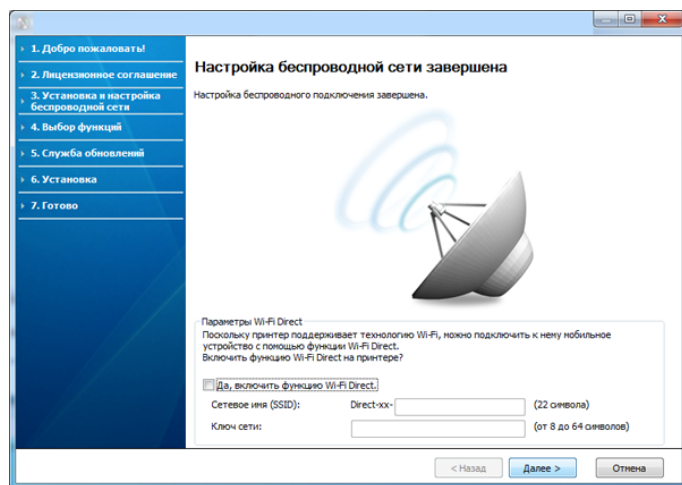 1. Добро пожаловать!
2. Лицензионное соглашение
3. Установка и настройка
беспроводной сети
4. Выбор функций
5. Служба обновлений
6. Установка
7. Готово
Настройка беспроводной сети завершена
Настройка беспроводного подключения завершена.
Параметры Wi-Fi Direct
Поскольку принтер поддерживает технологию Wi-Fi, можно подключить к нему мобильное
устройство с помощью функции Wi-Fi Direct.
Включить функцию Wi-Fi Direct на принтере?
Да, включить функцию Wi-Fi Direct.
Сетевое имя (SSID): Direct-xx- (22 символа)
Ключ сети: (от 8 до 64 символов)
< Назад Далее > Отмена